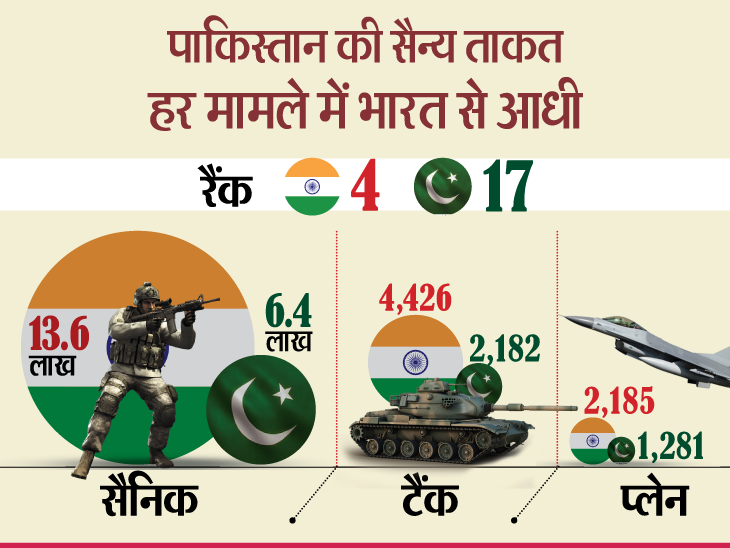 पाकिस्तान की सैन्य ताकत
हर मामले में भारत से आधी
रैंक 4 17
13.6
लाख
6.4
लाख
सैनिक
4,426
2,182
टैंक
2,185
1,281
प्लेन